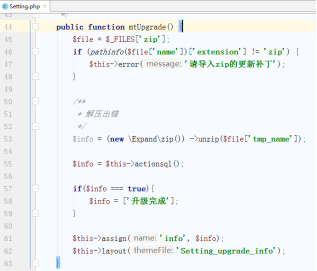 Setting.php ×
43 */
44 public function mtUpgrade() {
45 $file = $_FILES['zip'];
46 if (pathinfo($file['name'])['extension'] != 'zip') {
47 $this->error( message: '请导入zip的更新补丁');
48 }
49
50 /**
51 * 解压出错
52 */
53 $info = (new \Expand\zip()) ->unzip($file['tmp_name']);
54
55 $info = $this->actionsql();
56
57 if($info === true){
58 $info = ['升级完成'];
59 }
60
61 $this->assign( name: 'info', $info);
62 $this->layout( themeFile: 'Setting_upgrade_info');
63 }